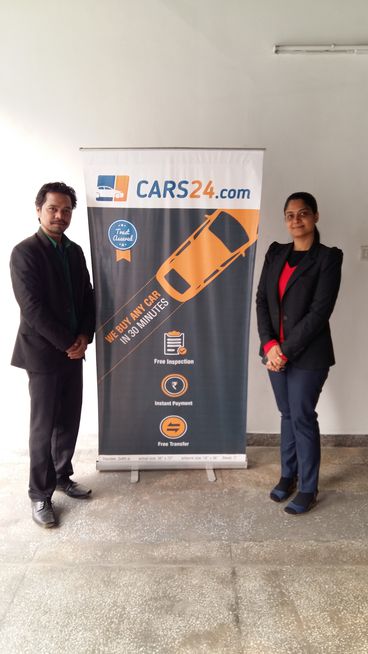 CARS24.com
Trust
Assured
WE BUY ANY CAR
IN 30 MINUTES
Free Inspection
₹
Instant Payment
Free Transfer